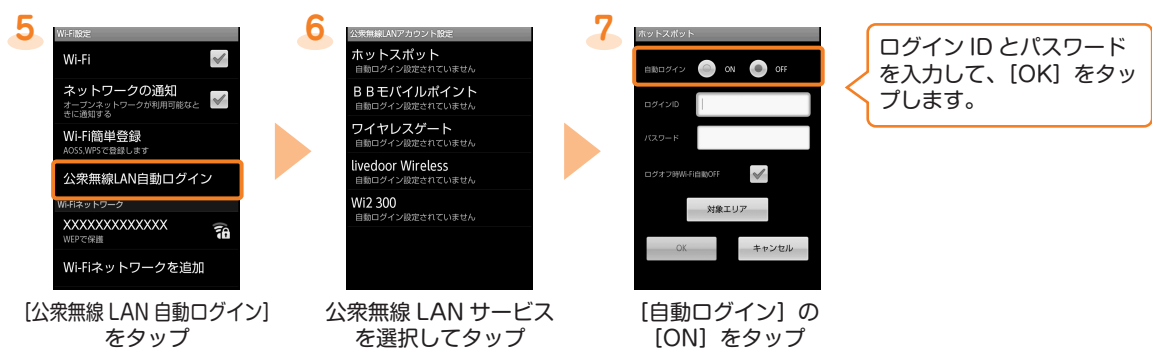 5
Wi-Fi設定
Wi-Fi
ネットワークの通知
オープンネットワークが利用可能なと
きに通知する
Wi-Fi簡単登録
AOSS,WPSで登録します
公衆無線LAN自動ログイン
Wi-Fiネットワーク
XXXXXXXXXXXXX
WEPで保護
Wi-Fiネットワークを追加
［公衆無線 LAN 自動ログイン］
をタップ
6
公衆無線LANアカウント設定
ホットスポット
自動ログイン設定されていません
ＢＢモバイルポイント
自動ログイン設定されていません
ワイヤレスゲート
自動ログイン設定されていません
livedoor Wireless
自動ログイン設定されていません
Wi2 300
自動ログイン設定されていません
公衆無線 LAN サービス
を選択してタップ
7
ホットスポット
自動ログイン ON OFF
ログインID
パスワード
ログオフ時Wi-Fi自動OFF
対象エリア
OK キャンセル
［自動ログイン］の
［ON］をタップ
ログイン ID とパスワード
を入力して、［OK］をタッ
プします。